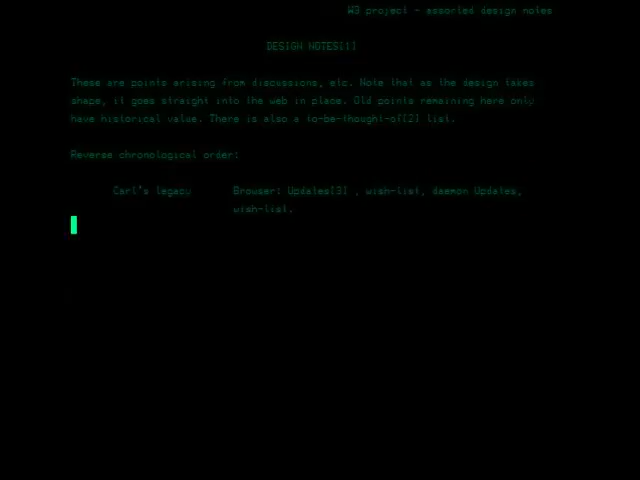 W3 project - assorted design notes
DESIGN NOTES[1]
These are points arising from discussions, etc. Note that as the design takes
shape, it goes straight into the web in place. Old points remaining here only
have historical value. There is also a to-be-thought-of[2] list.
Reverse chronological order:
Carl's legacy Browser: Updates[3] , wish-list, daemon Updates,
wish-list.